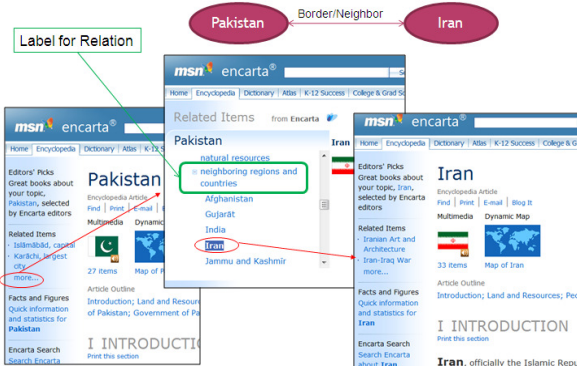 Pakistan
Border/Neighbor
Iran
Label for Relation
msn encarta®
Home Encyclopedia Dictionary Atlas K-12 Success College & Grad
Related Items from Encarta
Pakistan
natural resources
neighboring regions and
countries
Afghanistan
Gujarāt
India
Iran
Jammu and Kashmir
Iran
msn encarta®
Home Encyclopedia Dictionary Atlas
Editors' Picks
Great books about
your topic,
Pakistan, selected
by Encarta editors
Related Items
Islāmābād, capital
Karāchi, largest
city
more...
Facts and Figures
Quick information
and statistics for
Pakistan
Encarta Search
Search Encarta
Pakistan
Encyclopedia Article
Find Print E-mail
Multimedia Dynamic
27 items Map of
Article Outline
Introduction; Land and
of Pakistan; Government of
I INTRODUCTIO
Print this section
msn encarta®
Home Encyclopedia Dictionary Atlas K-12 Success College &
Editors' Picks
Great books about
your topic, Iran,
selected by Encarta
editors
Related Items
Iranian Art and
Architecture
Iran-Iraq War
more...
Facts and Figures
Quick information
and statistics for
Iran
Encarta Search
Search Encarta
about Iran
Iran
Encyclopedia Article
Find Print E-mail Blog It
Multimedia Dynamic Map
33 items Map of Iran
Article Outline
Introduction; Land and Resources;
I INTRODUCTION
Print this section
Iran, officially the Islamic